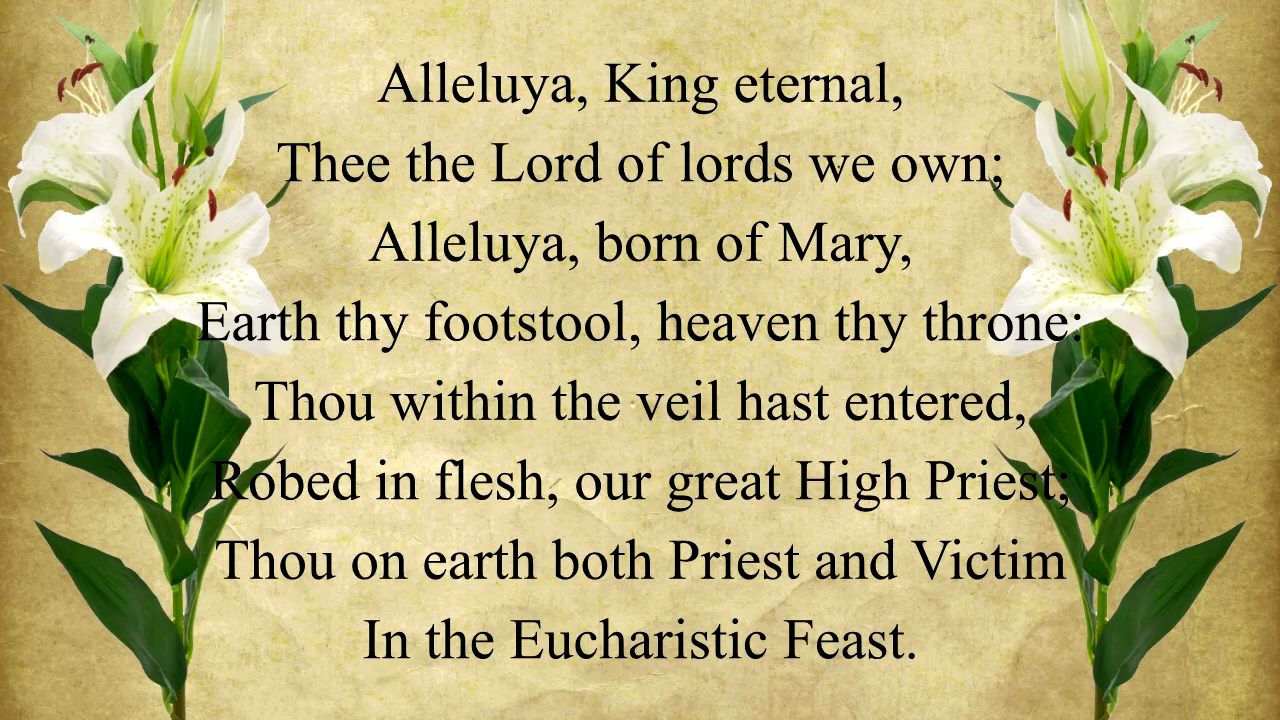 Alleluya, King eternal,
Thee the Lord of lords we own;
Alleluya, born of Mary,
Earth thy footstool, heaven thy throne:
Thou within the veil hast entered,
Robed in flesh, our great High Priest;
Thou on earth both Priest and Victim
In the Eucharistic Feast.